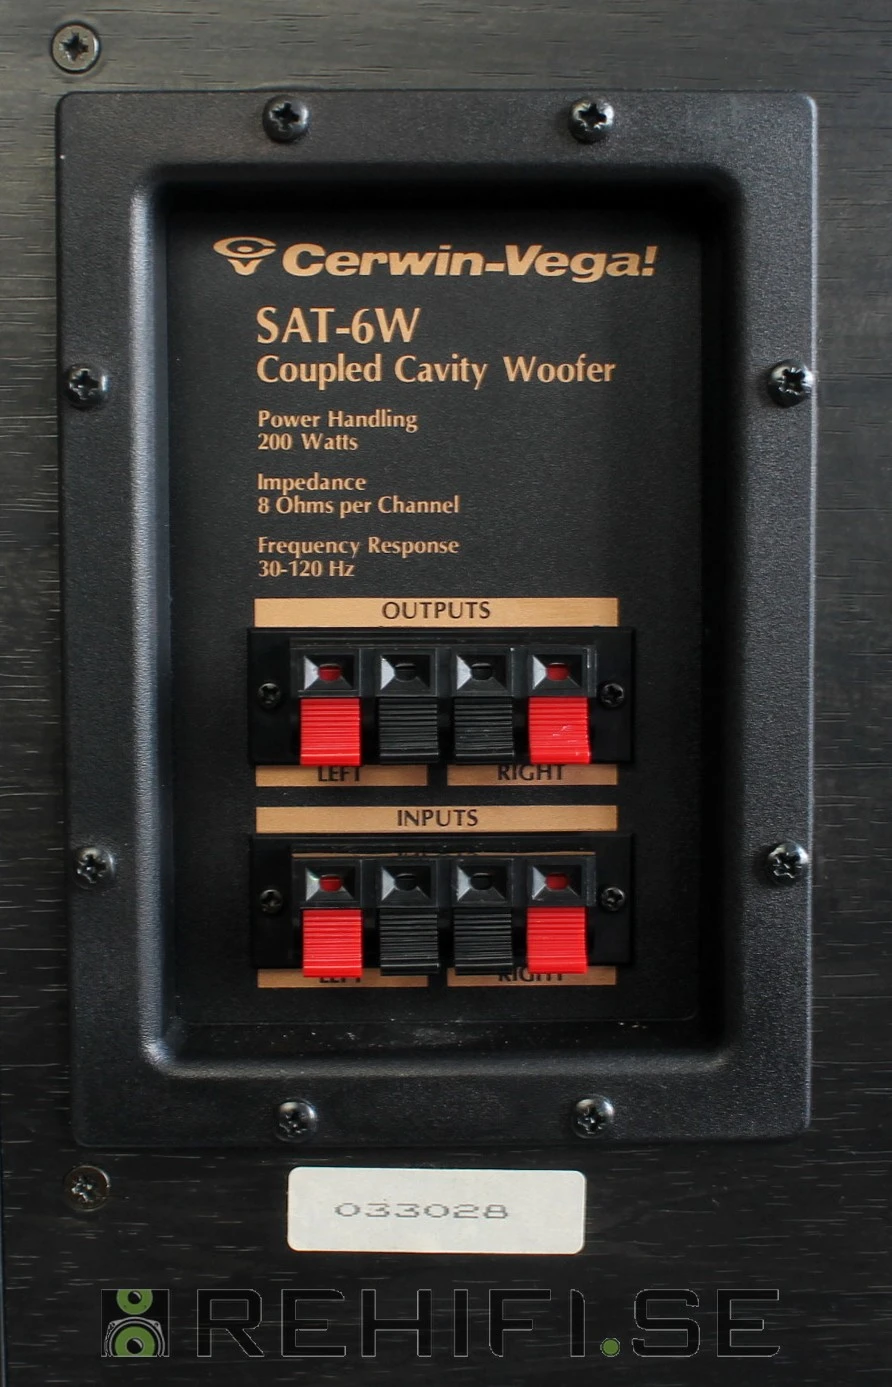 Cerwin-Vega!
SAT-6W
Coupled Cavity Woofer
Power Handling
200 Watts
Impedance
8 Ohms per Channel
Frequency Response
30-120 Hz
OUTPUTS
LEFT RIGHT
INPUTS
LEFT RIGHT
033028
REHIFI.SE